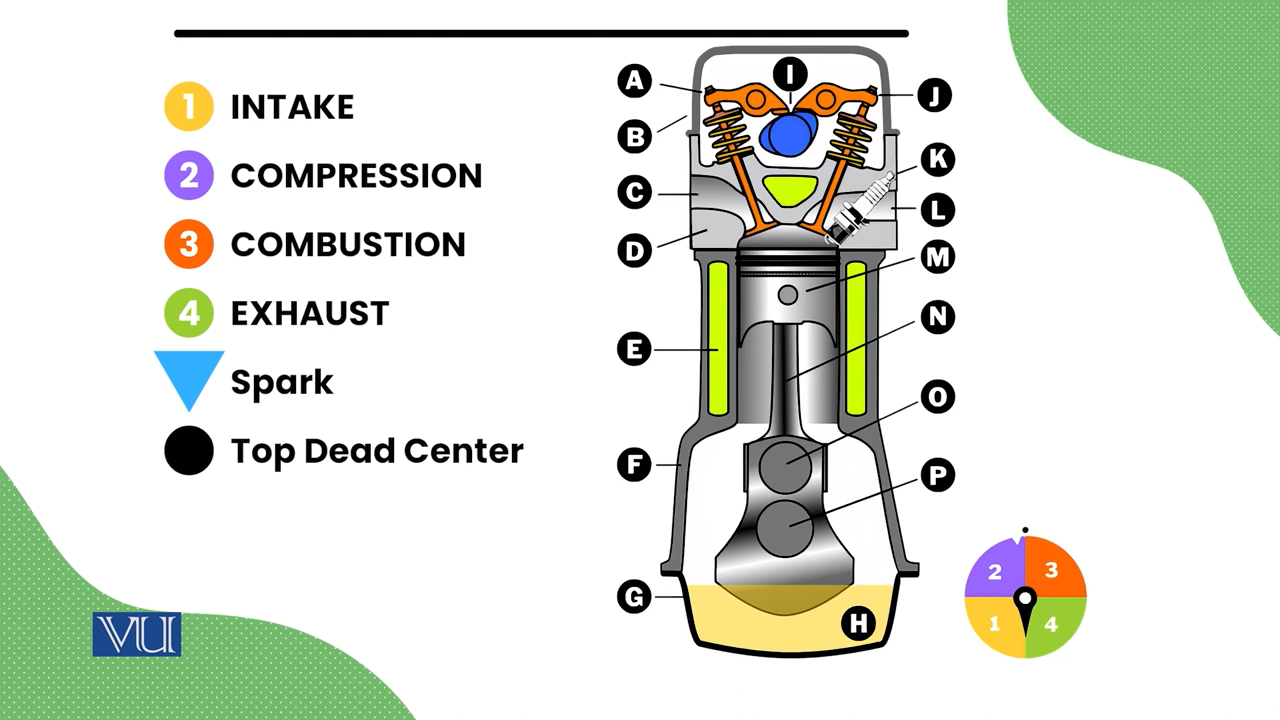 1 INTAKE
2 COMPRESSION
3 COMBUSTION
4 EXHAUST
Spark
Top Dead Center
A
B
C
D
E
F
G
H
I
J
K
L
M
N
O
P
2 3
1 4
VU